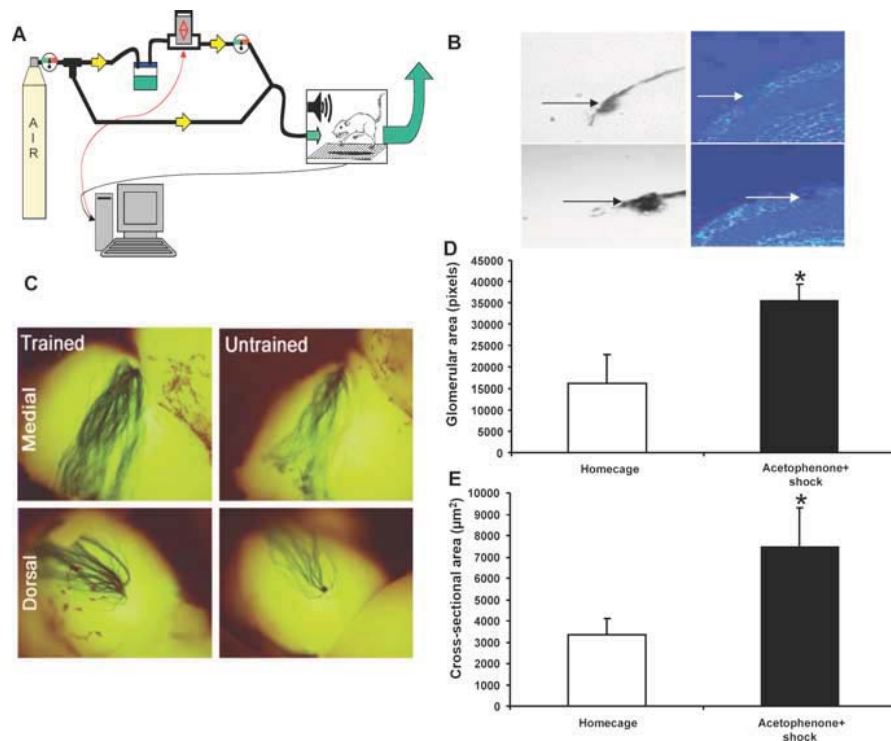 A
A
I
R
B
C
Trained
Untrained
Medial
Dorsal
D
Glomerular area (pixels)
45000
40000
35000
30000
25000
20000
15000
10000
5000
0
*
Homecage
Acetophenone+
shock
E
Cross-sectional area (µm²)
10000
9000
8000
7000
6000
5000
4000
3000
2000
1000
0
*
Homecage
Acetophenone+
shock